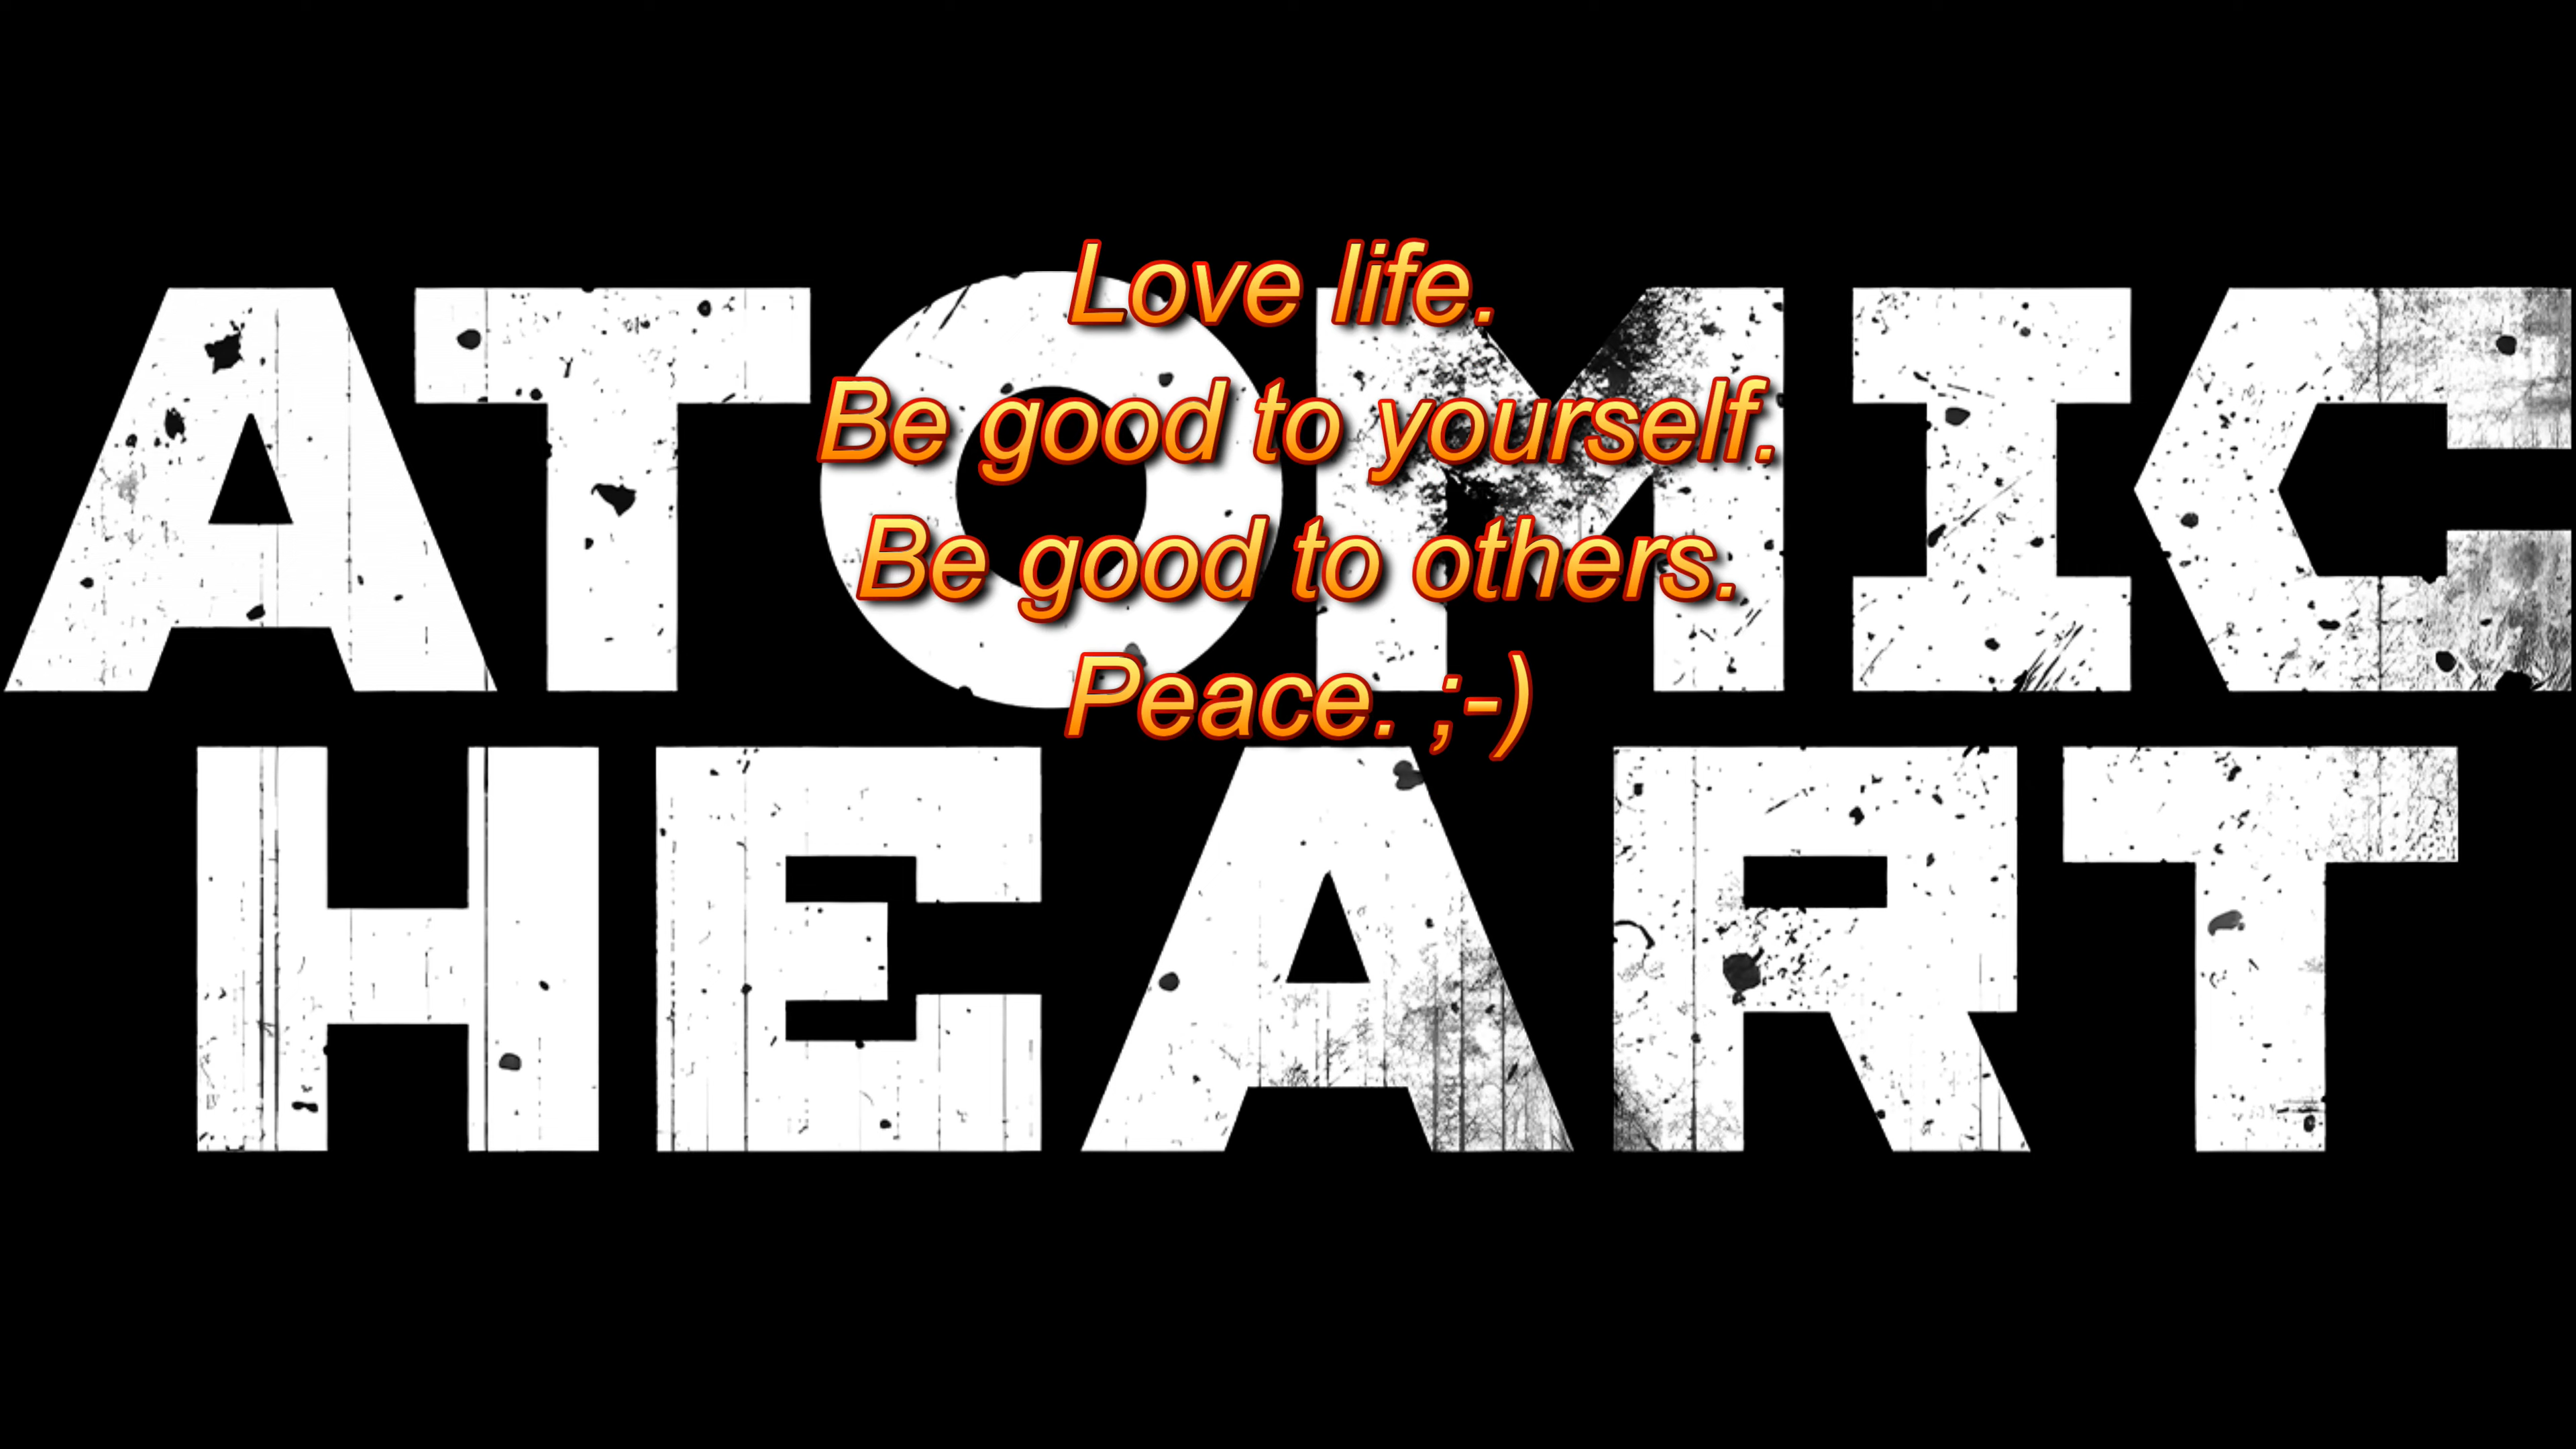 ATOMIC
HEART
Love life.
Be good to yourself.
Be good to others.
Peace. ;-)